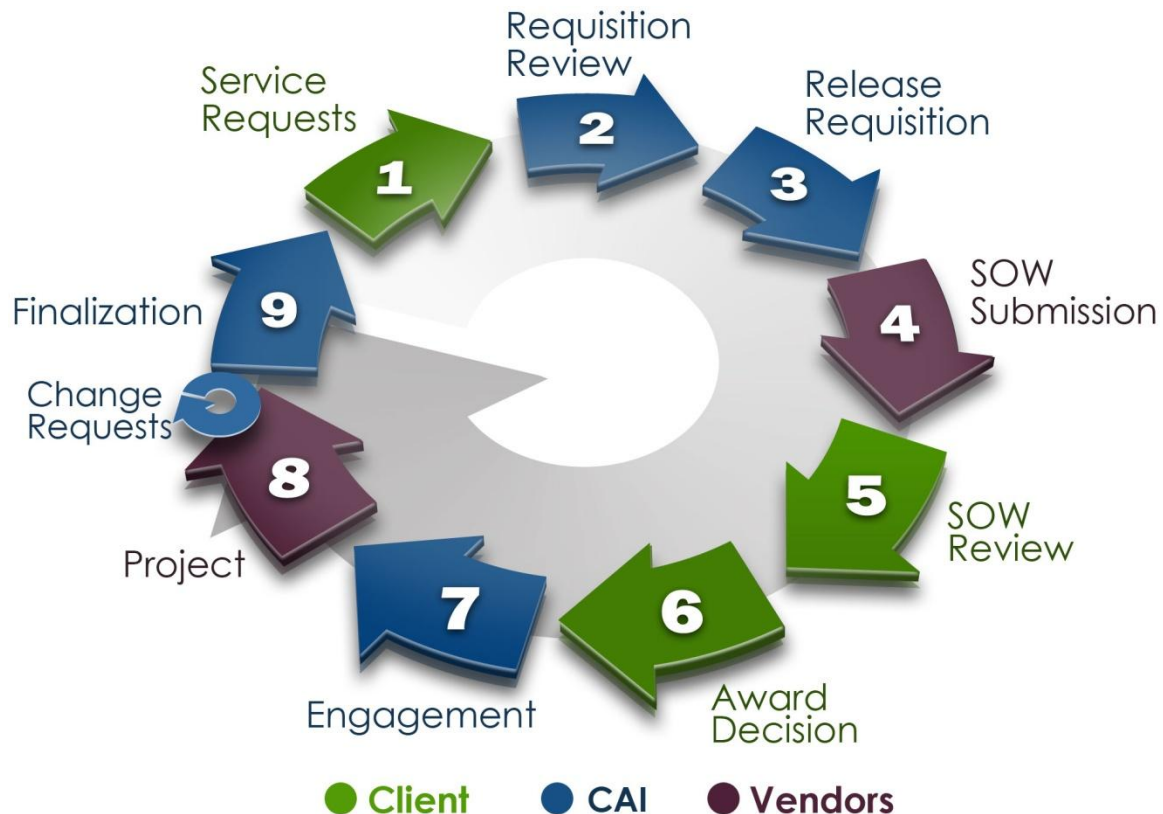 Service
Requests
1
Requisition
Review
2
Release
Requisition
3
SOW
Submission
4
SOW
Review
5
Award
Decision
6
Engagement
7
Project
8
Change
Requests
Finalization
9
Client
CAI
Vendors